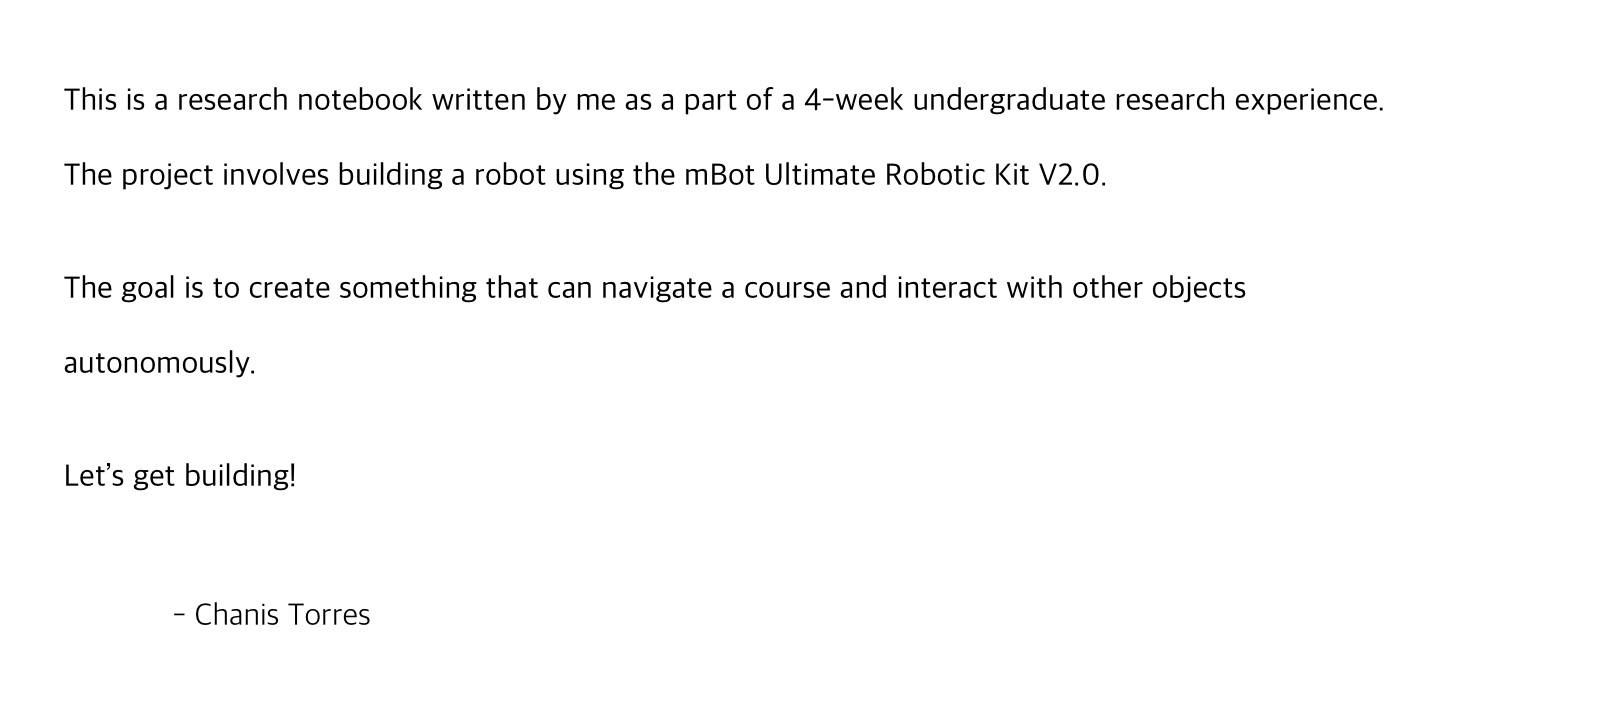 This is a research notebook written by me as a part of a 4-week undergraduate research experience.
The project involves building a robot using the mBot Ultimate Robotic Kit V2.0.
The goal is to create something that can navigate a course and interact with other objects
autonomously.
Let's get building!
- Chanis Torres